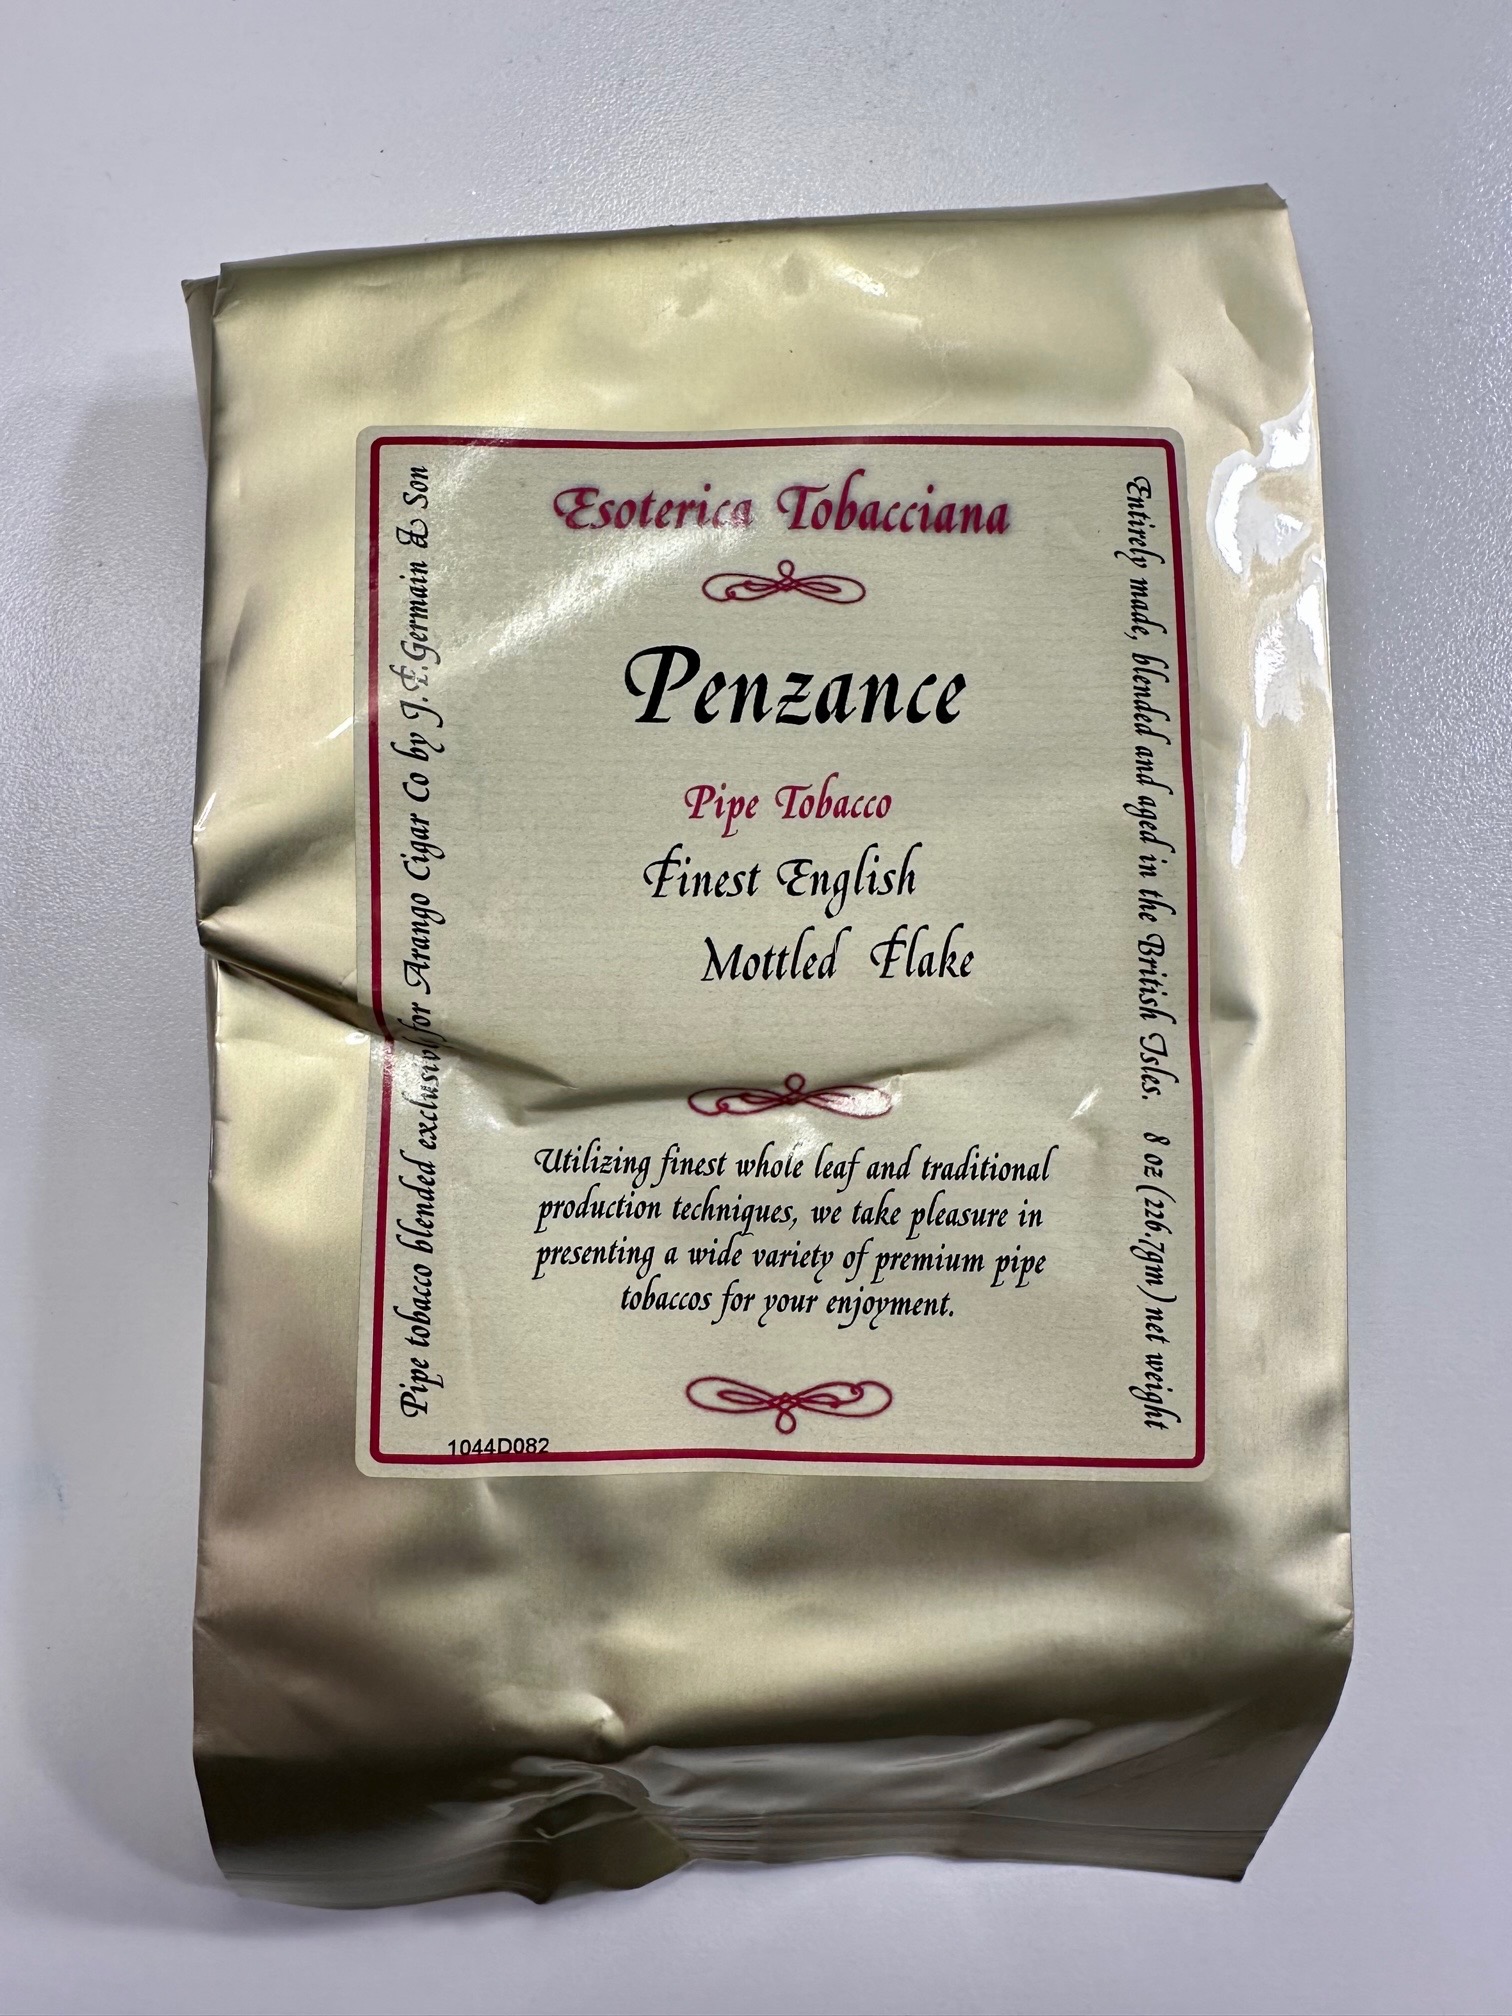 Esoterica Tobacciana
Penzance
Pipe Tobacco
Finest English
Mottled Flake
Utilizing finest whole leaf and traditional
production techniques, we take pleasure in
presenting a wide variety of premium pipe
tobaccos for your enjoyment.
Pipe tobacco blended for Arango Cigar Co by J.F.Germain & Son
Entirely made, blended and aged in the British Isles. 8 oz (226.7gm) net weight
1044D082